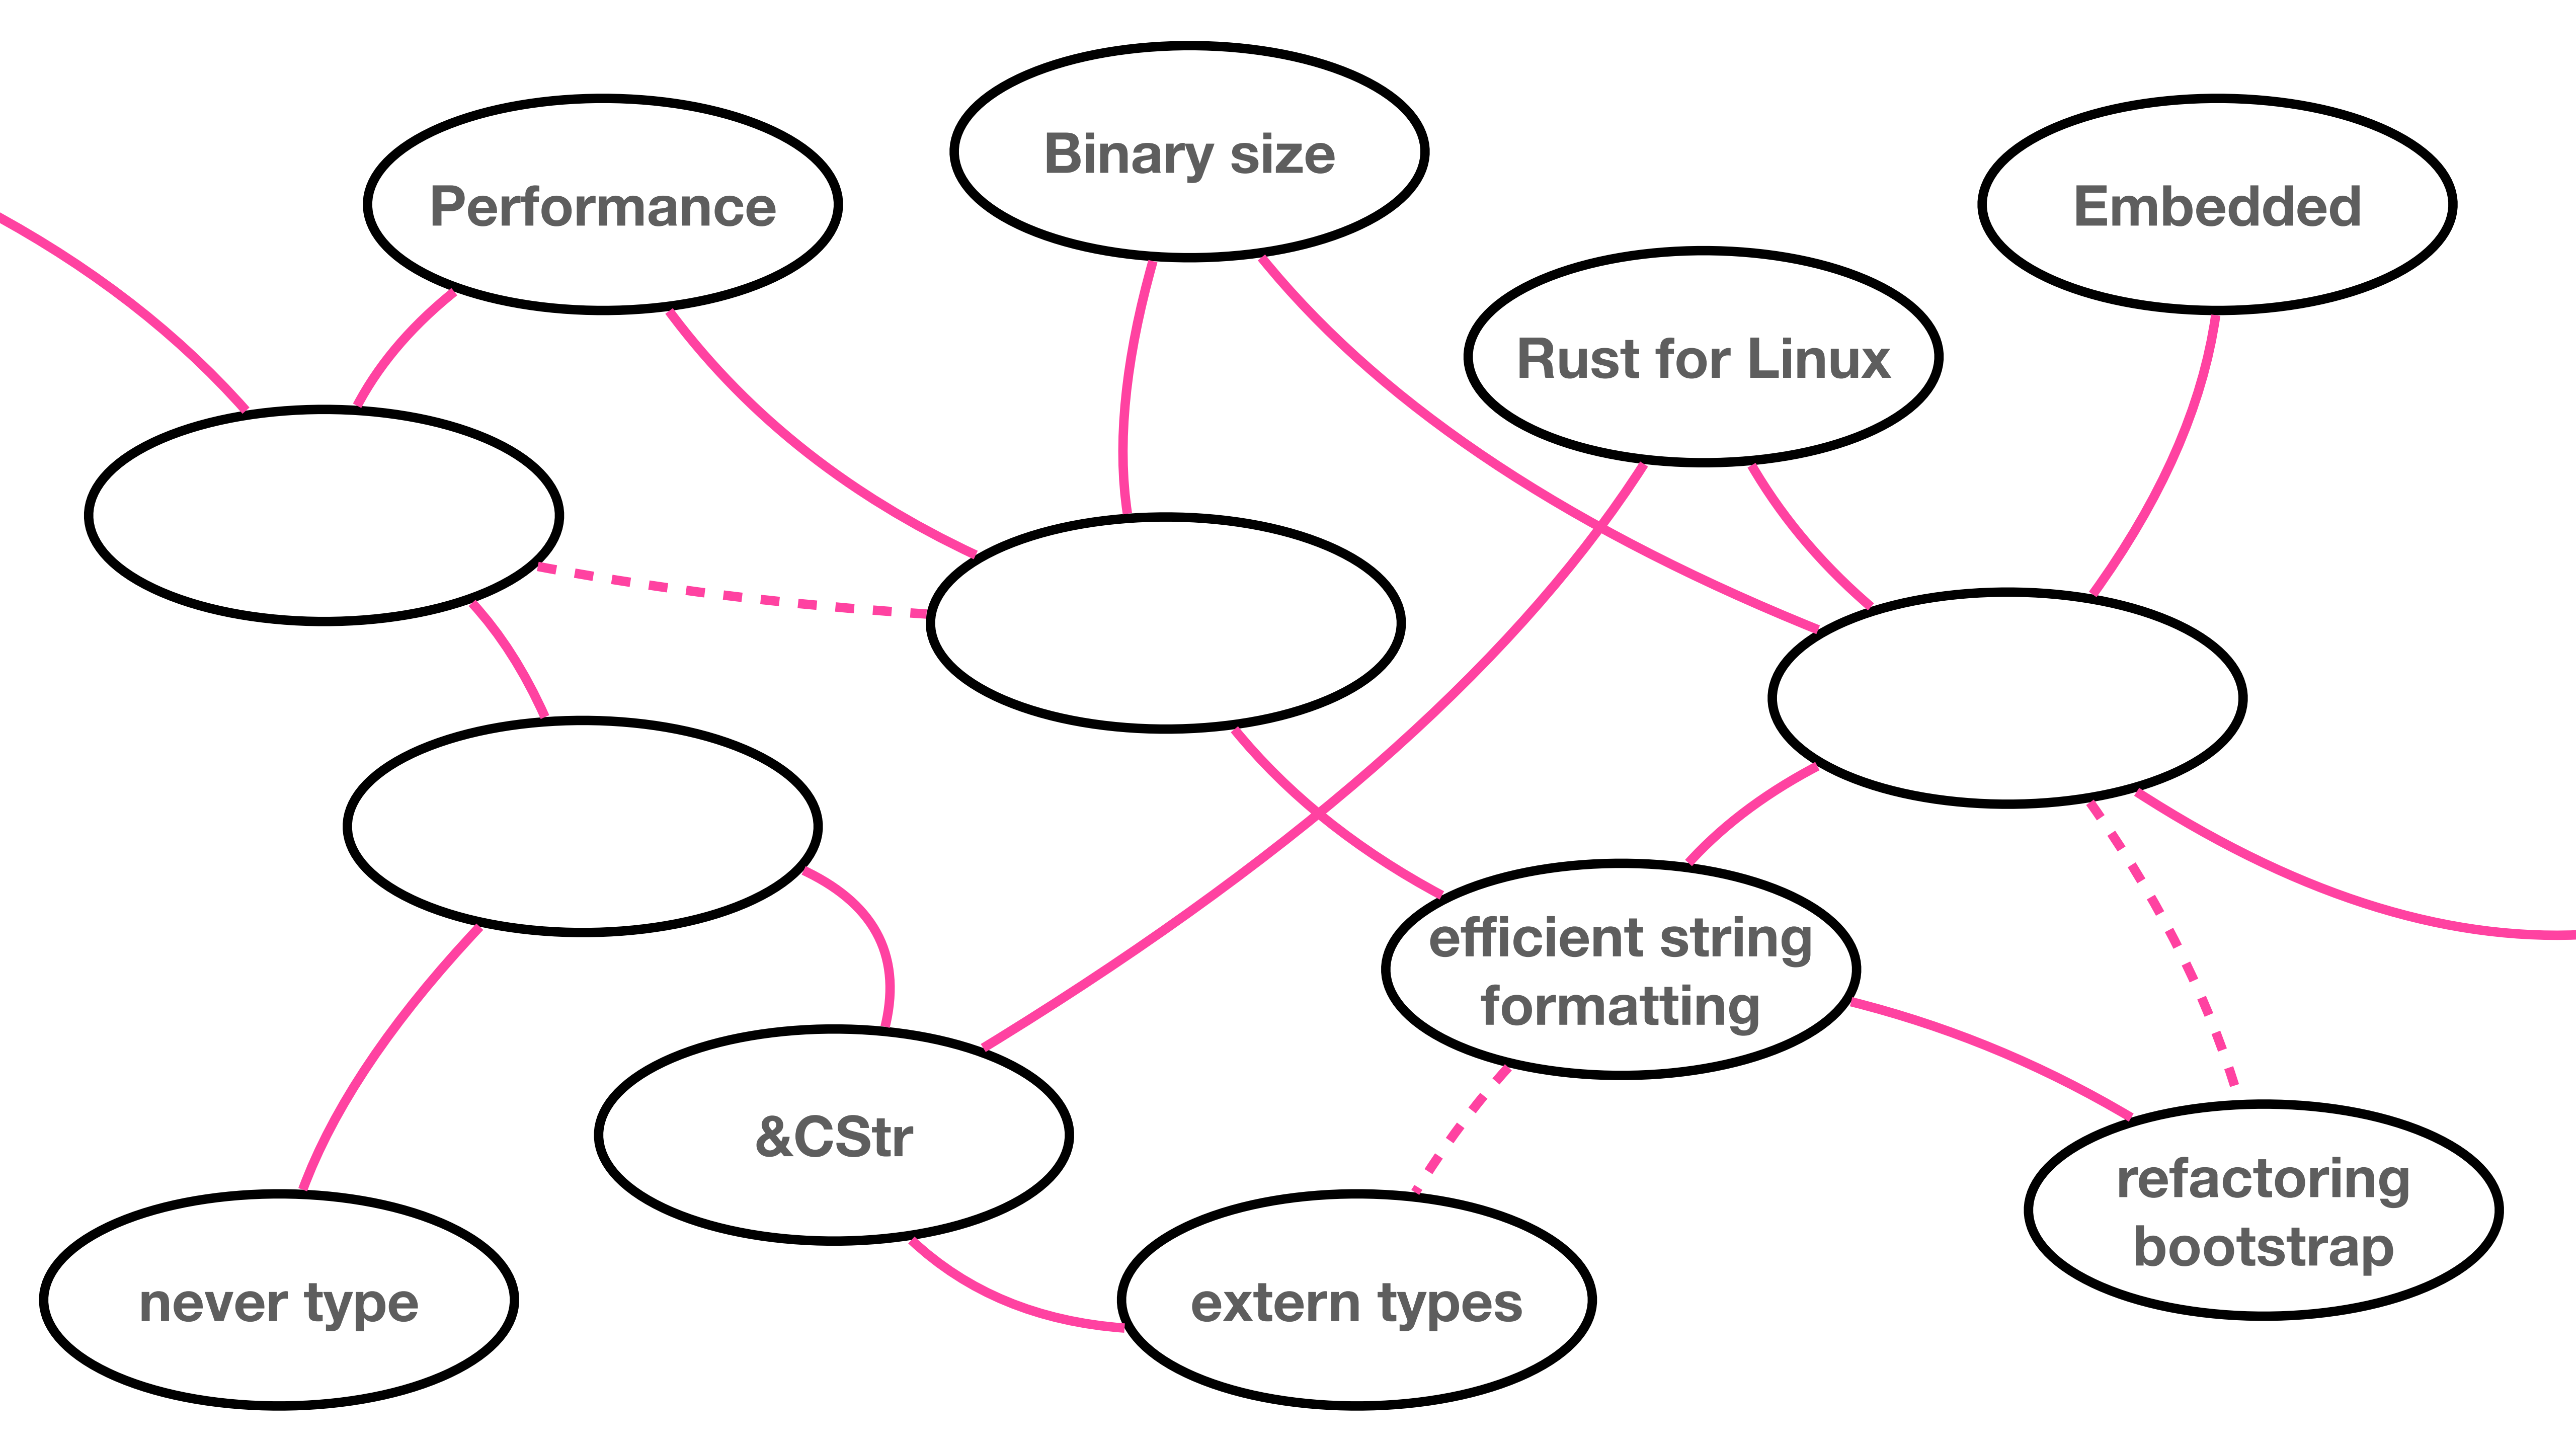 Performance
Binary size
Rust for Linux
Embedded
efficient string
formatting
&CStr
never type
extern types
refactoring
bootstrap